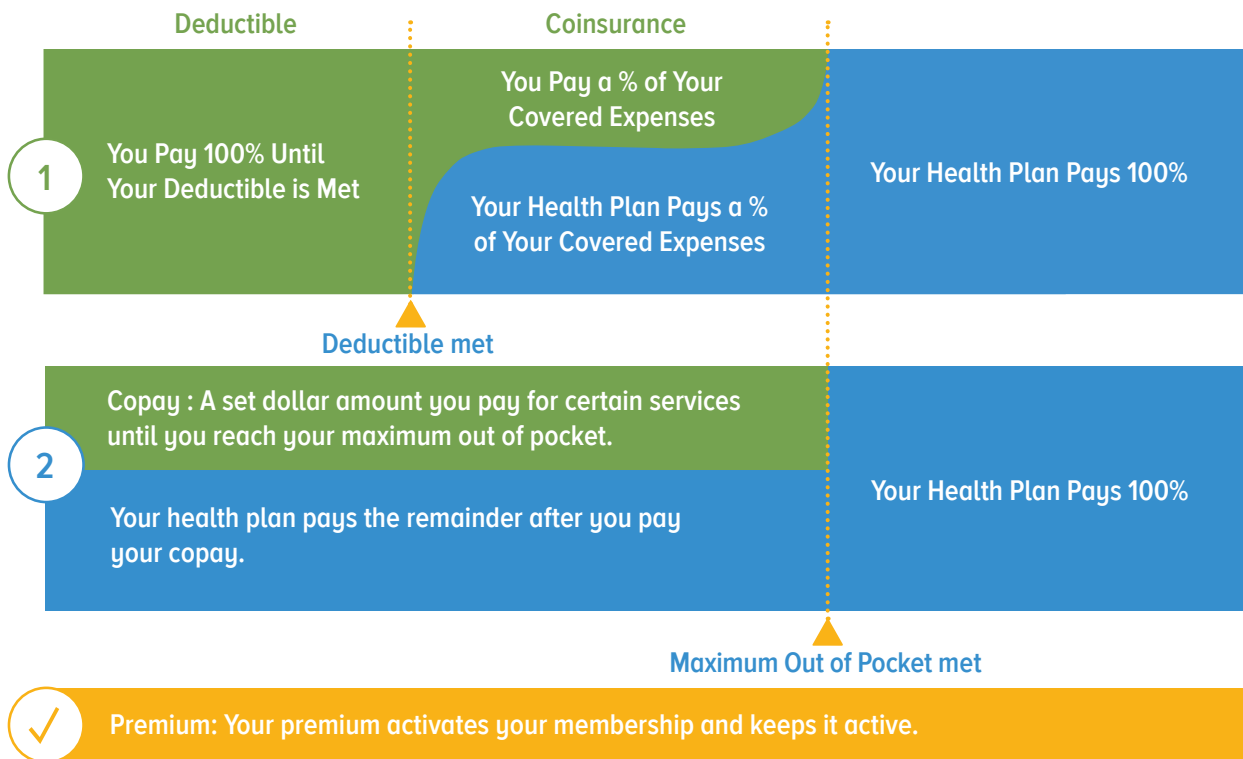 Deductible
Coinsurance
1
You Pay 100% Until
Your Deductible is Met
You Pay a % of Your
Covered Expenses
Your Health Plan Pays a %
of Your Covered Expenses
Your Health Plan Pays 100%
Deductible met
2
Copay : A set dollar amount you pay for certain services
until you reach your maximum out of pocket.
Your health plan pays the remainder after you pay
your copay.
Your Health Plan Pays 100%
Maximum Out of Pocket met
Premium: Your premium activates your membership and keeps it active.